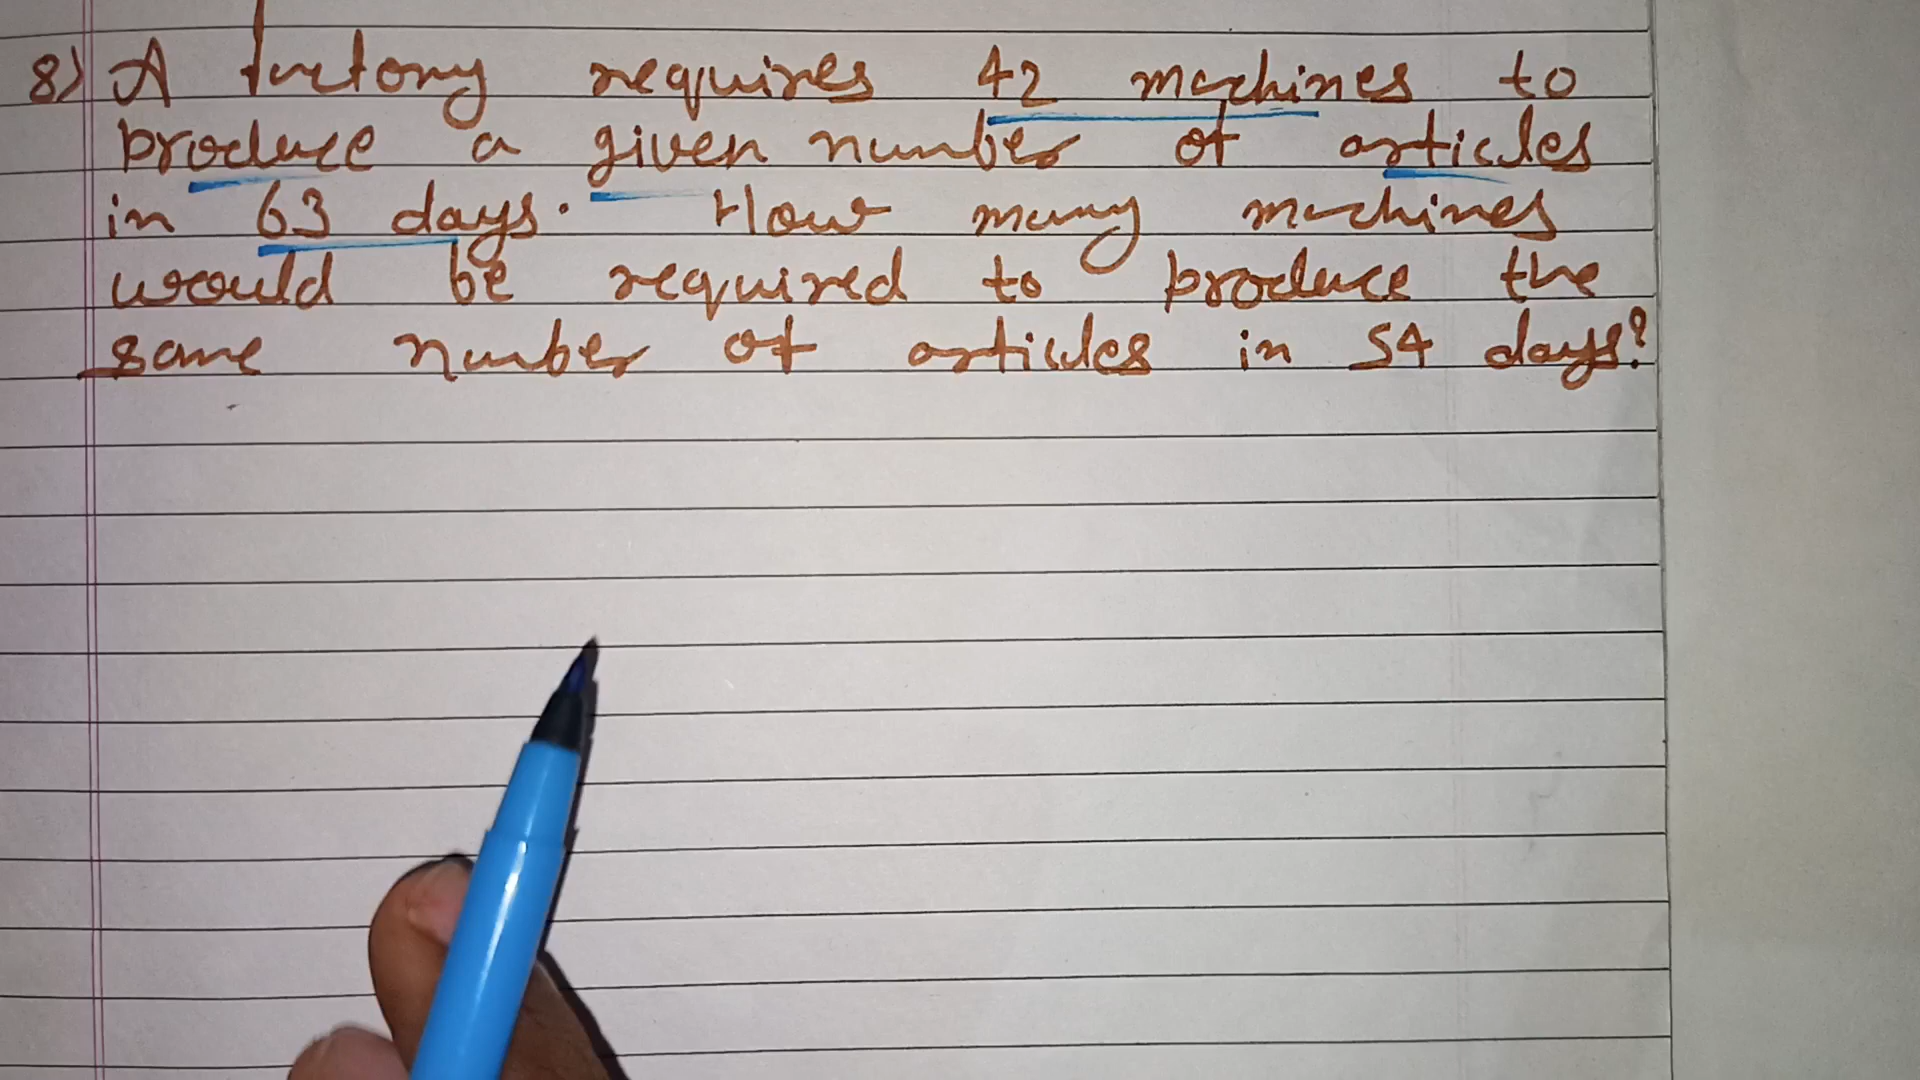 8) A factory requires 42 machines to
produce a given number of articles
in 63 days. How many machines
would be required to produce the
same number of articles in 54 days?